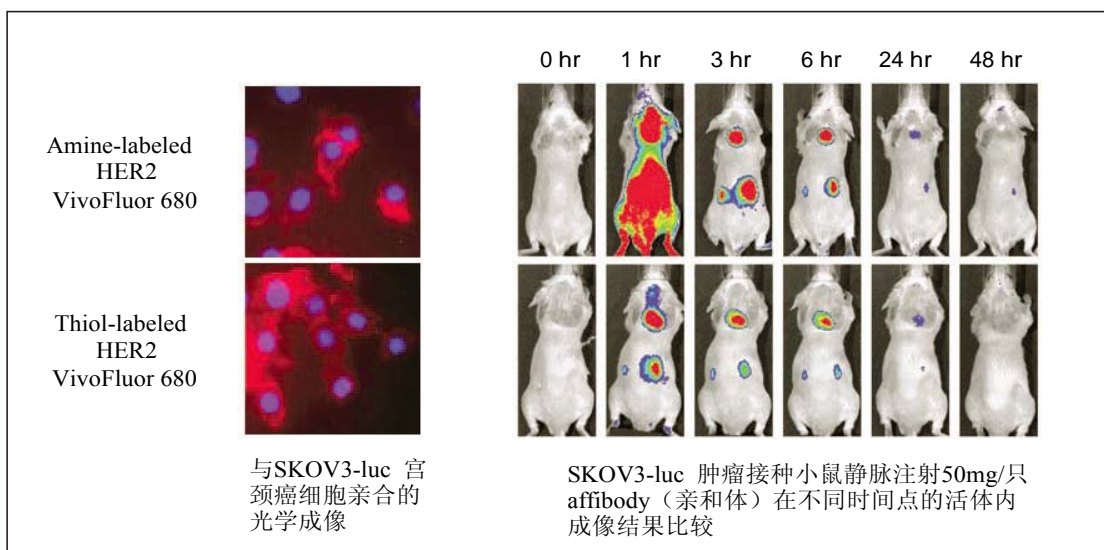 0 hr 1 hr 3 hr 6 hr 24 hr 48 hr
Amine-labeled
HER2
VivoFluor 680
Thiol-labeled
HER2
VivoFluor 680
与SKOV3-luc 宫
颈癌细胞亲合的
光学成像
SKOV3-luc 肿瘤接种小鼠静脉注射50mg/只
affibody（亲和体）在不同时间点的活体内
成像结果比较